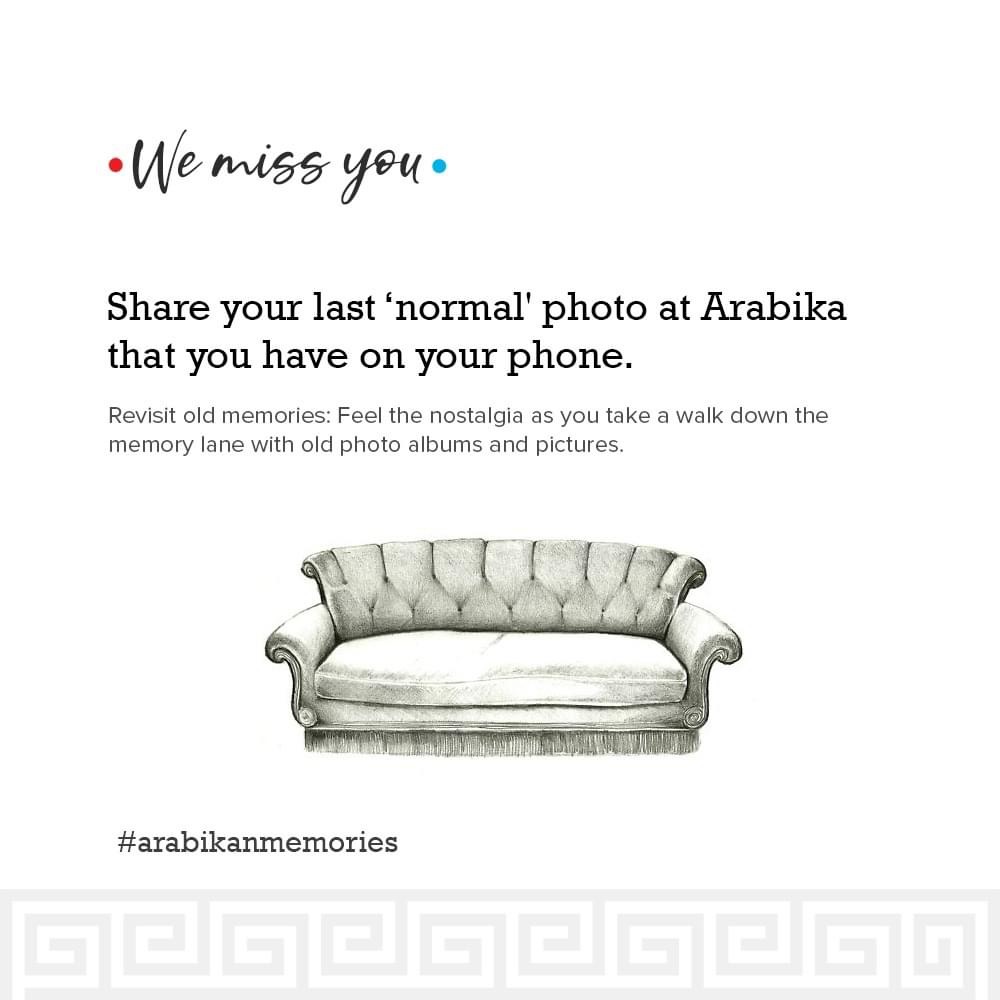 We miss you
Share your last ‘normal' photo at Arabika
that you have on your phone.
Revisit old memories: Feel the nostalgia as you take a walk down the
memory lane with old photo albums and pictures.
#arabikanmemories